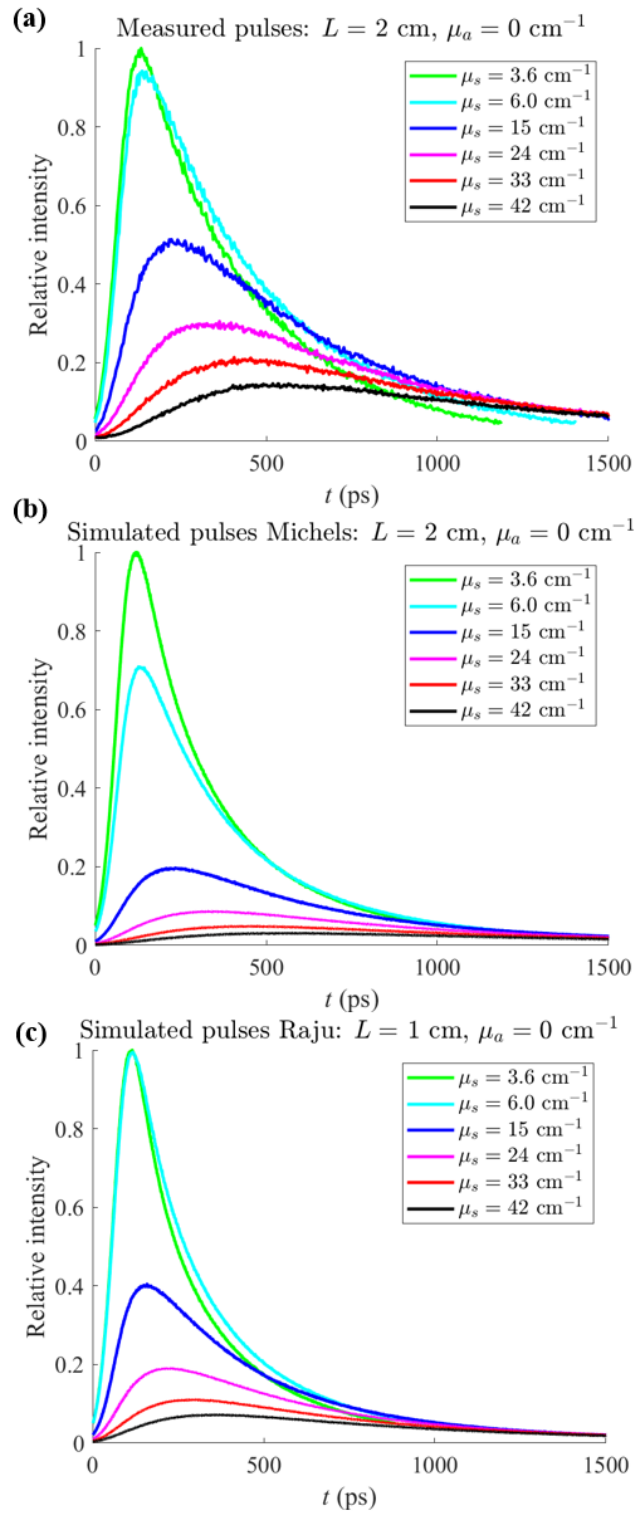 (a)
Measured pulses: L = 2 cm, μₐ = 0 cm⁻¹
Relative intensity
1
0.8
0.6
0.4
0.2
0
μₛ = 3.6 cm⁻¹
μₛ = 6.0 cm⁻¹
μₛ = 15 cm⁻¹
μₛ = 24 cm⁻¹
μₛ = 33 cm⁻¹
μₛ = 42 cm⁻¹
0 500 1000 1500
t (ps)
(b)
Simulated pulses Michels: L = 2 cm, μₐ = 0 cm⁻¹
Relative intensity
1
0.8
0.6
0.4
0.2
0
μₛ = 3.6 cm⁻¹
μₛ = 6.0 cm⁻¹
μₛ = 15 cm⁻¹
μₛ = 24 cm⁻¹
μₛ = 33 cm⁻¹
μₛ = 42 cm⁻¹
0 500 1000 1500
t (ps)
(c)
Simulated pulses Raju: L = 1 cm, μₐ = 0 cm⁻¹
Relative intensity
1
0.8
0.6
0.4
0.2
0
μₛ = 3.6 cm⁻¹
μₛ = 6.0 cm⁻¹
μₛ = 15 cm⁻¹
μₛ = 24 cm⁻¹
μₛ = 33 cm⁻¹
μₛ = 42 cm⁻¹
0 500 1000 1500
t (ps)